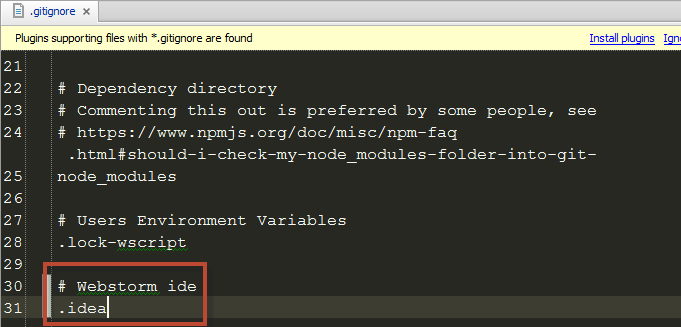 .gitignore
Plugins supporting files with *.gitignore are found Install plugins
21
22 # Dependency directory
23 # Commenting this out is preferred by some people, see
24 # https://www.npmjs.org/doc/misc/npm-faq
.html#should-i-check-my-node_modules-folder-into-git-
25 node_modules
26
27 # Users Environment Variables
28 .lock-wscript
29
30 # Webstorm ide
31 .idea